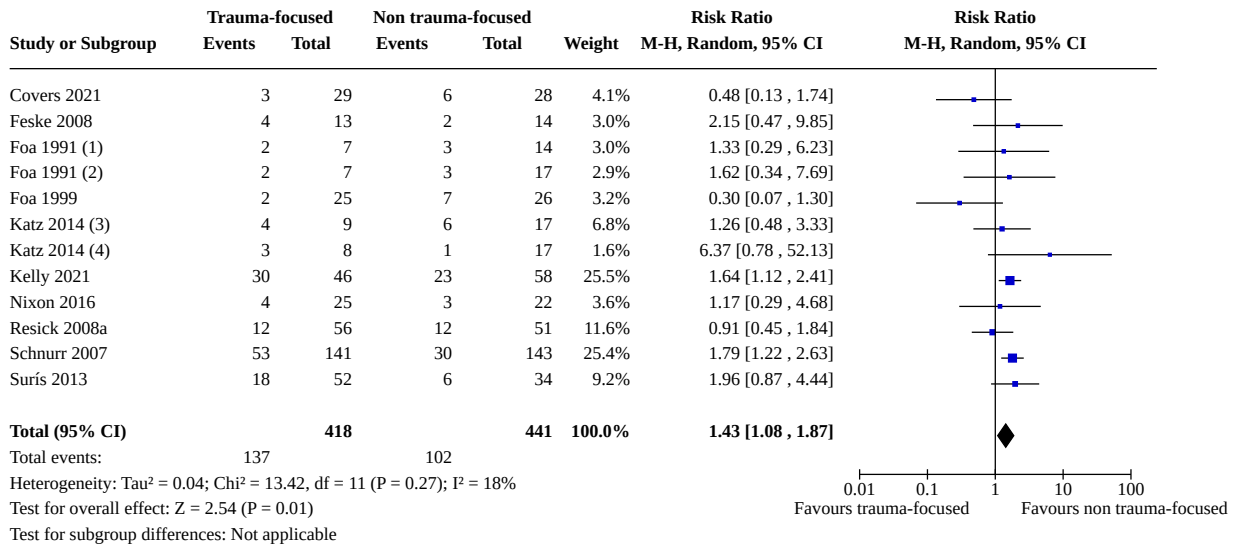 Trauma-focused Non trauma-focused Risk Ratio Risk Ratio
Study or Subgroup Events Total Events Total Weight M-H, Random, 95% CI M-H, Random, 95% CI
Covers 2021 3 29 6 28 4.1% 0.48 [0.13 , 1.74]
Feske 2008 4 13 2 14 3.0% 2.15 [0.47 , 9.85]
Foa 1991 (1) 2 7 3 14 3.0% 1.33 [0.29 , 6.23]
Foa 1991 (2) 2 7 3 17 2.9% 1.62 [0.34 , 7.69]
Foa 1999 2 25 7 26 3.2% 0.30 [0.07 , 1.30]
Katz 2014 (3) 4 9 6 17 6.8% 1.26 [0.48 , 3.33]
Katz 2014 (4) 3 8 1 17 1.6% 6.37 [0.78 , 52.13]
Kelly 2021 30 46 23 58 25.5% 1.64 [1.12 , 2.41]
Nixon 2016 4 25 3 22 3.6% 1.17 [0.29 , 4.68]
Resick 2008a 12 56 12 51 11.6% 0.91 [0.45 , 1.84]
Schnurr 2007 53 141 30 143 25.4% 1.79 [1.22 , 2.63]
Surís 2013 18 52 6 34 9.2% 1.96 [0.87 , 4.44]
Total (95% CI) 418 441 100.0% 1.43 [1.08 , 1.87]
Total events: 137 102
Heterogeneity: Tau² = 0.04; Chi² = 13.42, df = 11 (P = 0.27); I² = 18%
Test for overall effect: Z = 2.54 (P = 0.01)
Test for subgroup differences: Not applicable
0.01 0.1 1 10 100
Favours trauma-focused Favours non trauma-focused